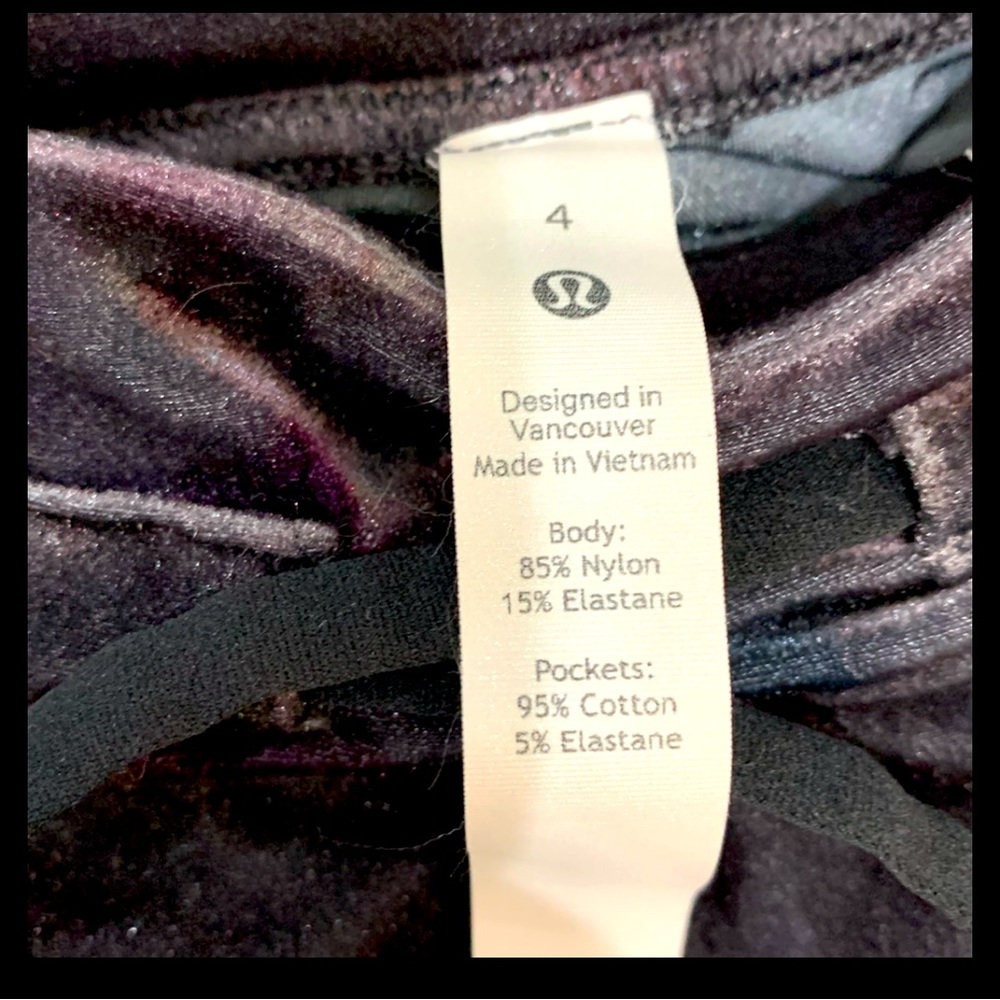 4
Designed in
Vancouver
Made in Vietnam
Body:
85% Nylon
15% Elastane
Pockets:
95% Cotton
5% Elastane